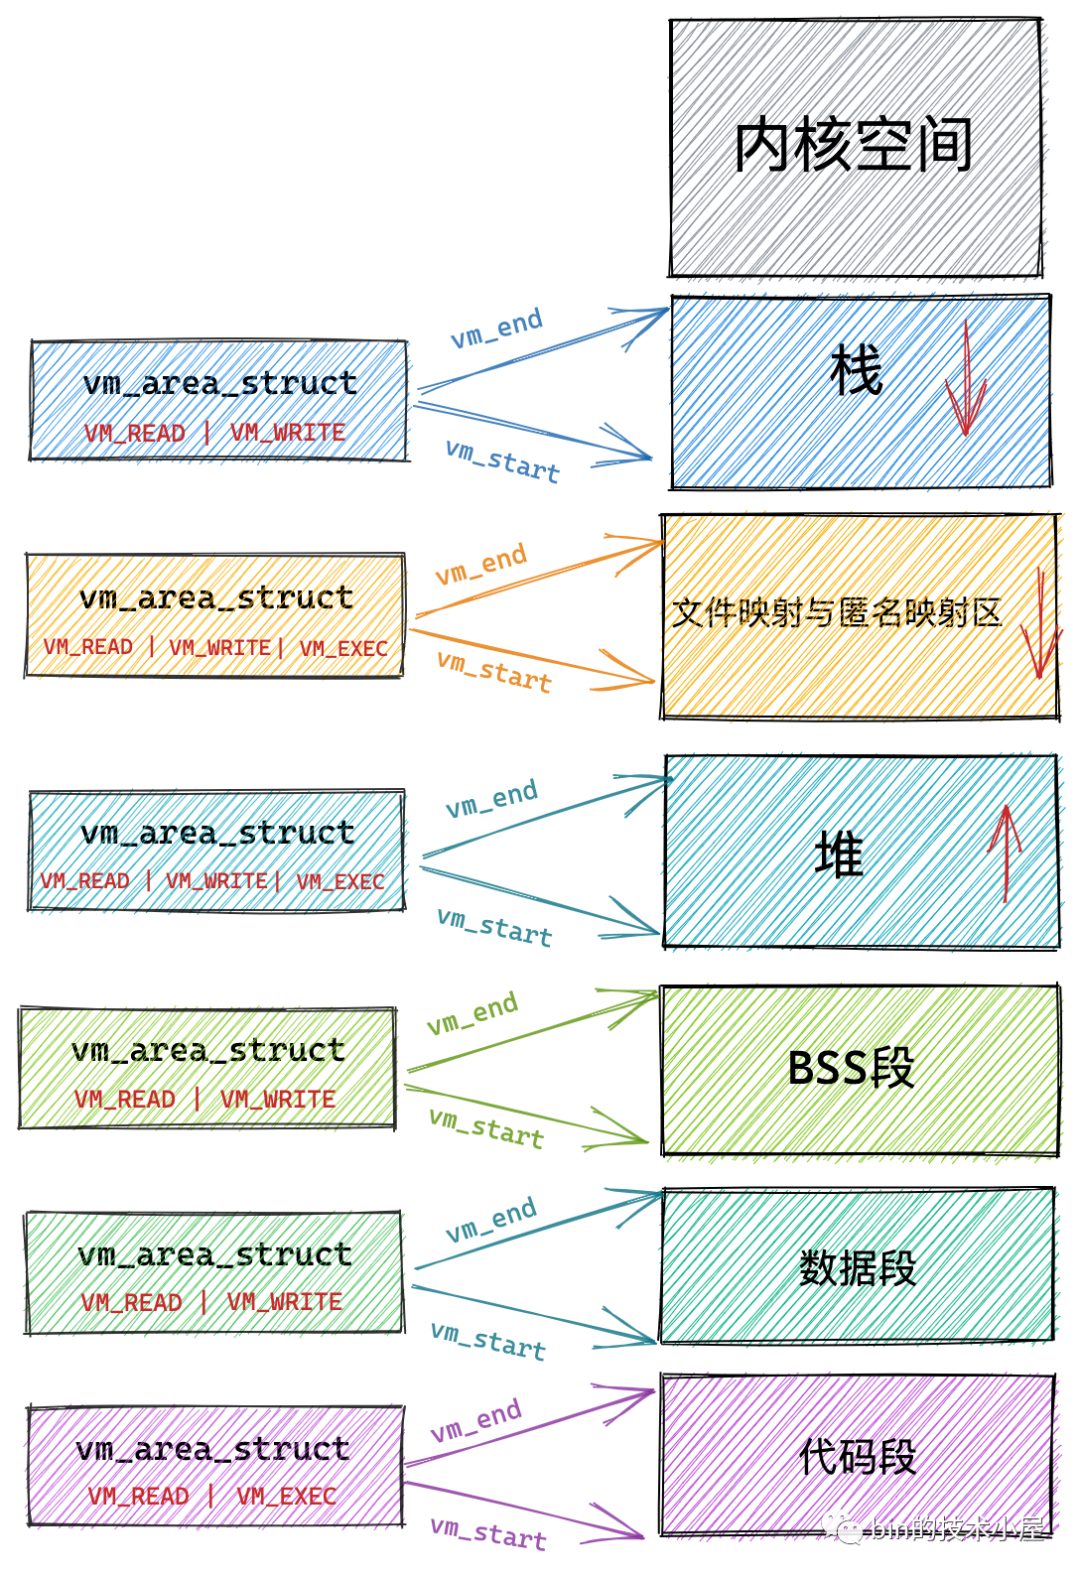 内核空间
vm_end
栈
vm_area_struct
VM_READ | VM_WRITE
vm_start
vm_end
vm_area_struct
文件映射与匿名映射区
VM_READ | VM_WRITE | VM_EXEC
vm_start
vm_end
vm_area_struct
堆
VM_READ | VM_WRITE | VM_EXEC
vm_start
vm_end
vm_area_struct
BSS段
VM_READ | VM_WRITE
vm_start
vm_end
vm_area_struct
数据段
VM_READ | VM_WRITE
vm_start
vm_end
vm_area_struct
代码段
VM_READ | VM_EXEC
vm_start
bin的技术小屋